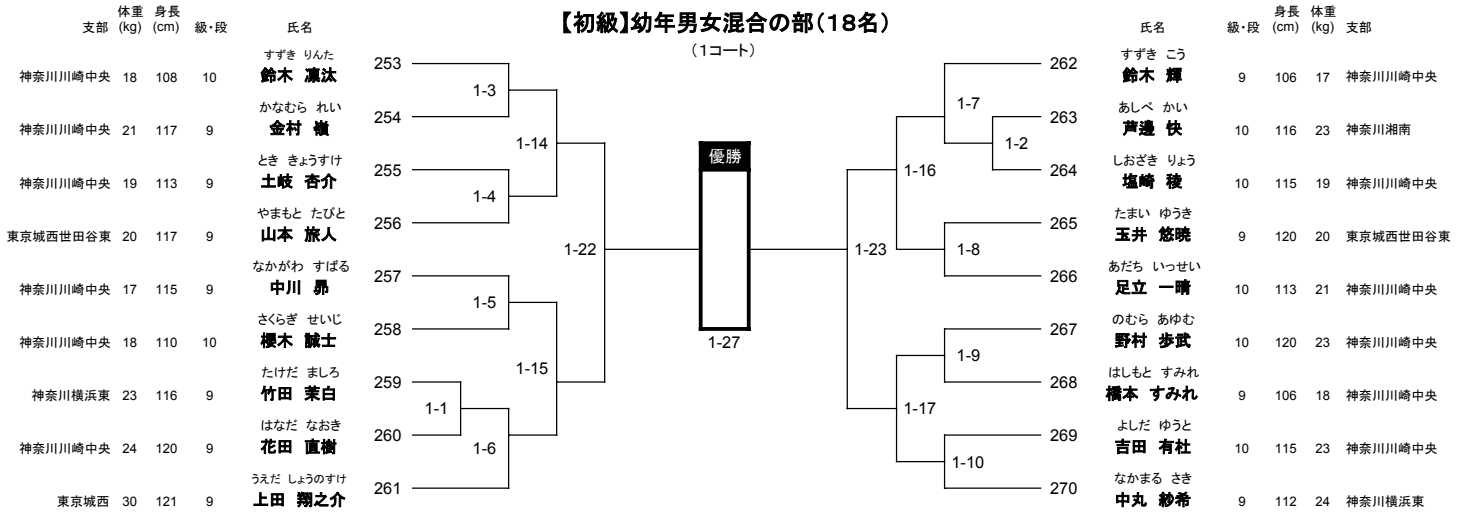 【初級】幼年男女混合の部(18名)
(1コート)
支部 体重(kg) 身長(cm) 級・段 氏名
すずき りんた
神奈川川崎中央 18 108 10 鈴木 凛汰 253
かなむら れい
神奈川川崎中央 21 117 9 金村 嶺 254
とき きょうすけ
神奈川川崎中央 19 113 9 土岐 杏介 255
やまもと たびと
東京城西世田谷東 20 117 9 山本 旅人 256
なかがわ すばる
神奈川川崎中央 17 115 9 中川 昴 257
さくらぎ せいじ
神奈川川崎中央 18 110 10 櫻木 誠士 258
たけだ ましろ
神奈川横浜東 23 116 9 竹田 茉白 259
はなだ なおき
神奈川川崎中央 24 120 9 花田 直樹 260
うえだ しょうのすけ
東京城西 30 121 9 上田 翔之介 261
1-3
1-4
1-5
1-1
1-6
1-14
1-15
1-22
優勝
1-27
1-23
1-16
1-17
1-7
1-2
1-8
1-9
1-10
氏名 級・段 身長(cm) 体重(kg) 支部
すずき こう
262 鈴木 輝 9 106 17 神奈川川崎中央
あしべ かい
263 芦邊 快 10 116 23 神奈川湘南
しおざき りょう
264 塩崎 稜 10 115 19 神奈川川崎中央
たまい ゆうき
265 玉井 悠暁 9 120 20 東京城西世田谷東
あだち いっせい
266 足立 一晴 10 113 21 神奈川川崎中央
のむら あゆむ
267 野村 歩武 10 120 23 神奈川川崎中央
はしもと すみれ
268 橋本 すみれ 9 106 18 神奈川川崎中央
よしだ ゆうと
269 吉田 有杜 10 115 23 神奈川川崎中央
なかまる さき
270 中丸 紗希 9 112 24 神奈川横浜東